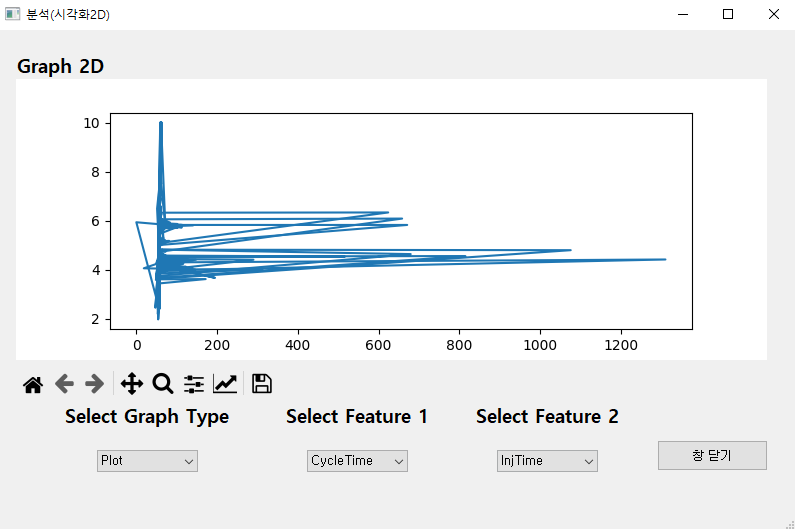 분석(시각화2D)
Graph 2D
10
8
6
4
2
0 200 400 600 800 1000 1200
Select Graph Type Select Feature 1 Select Feature 2
Plot CycleTime InjTime 창 닫기